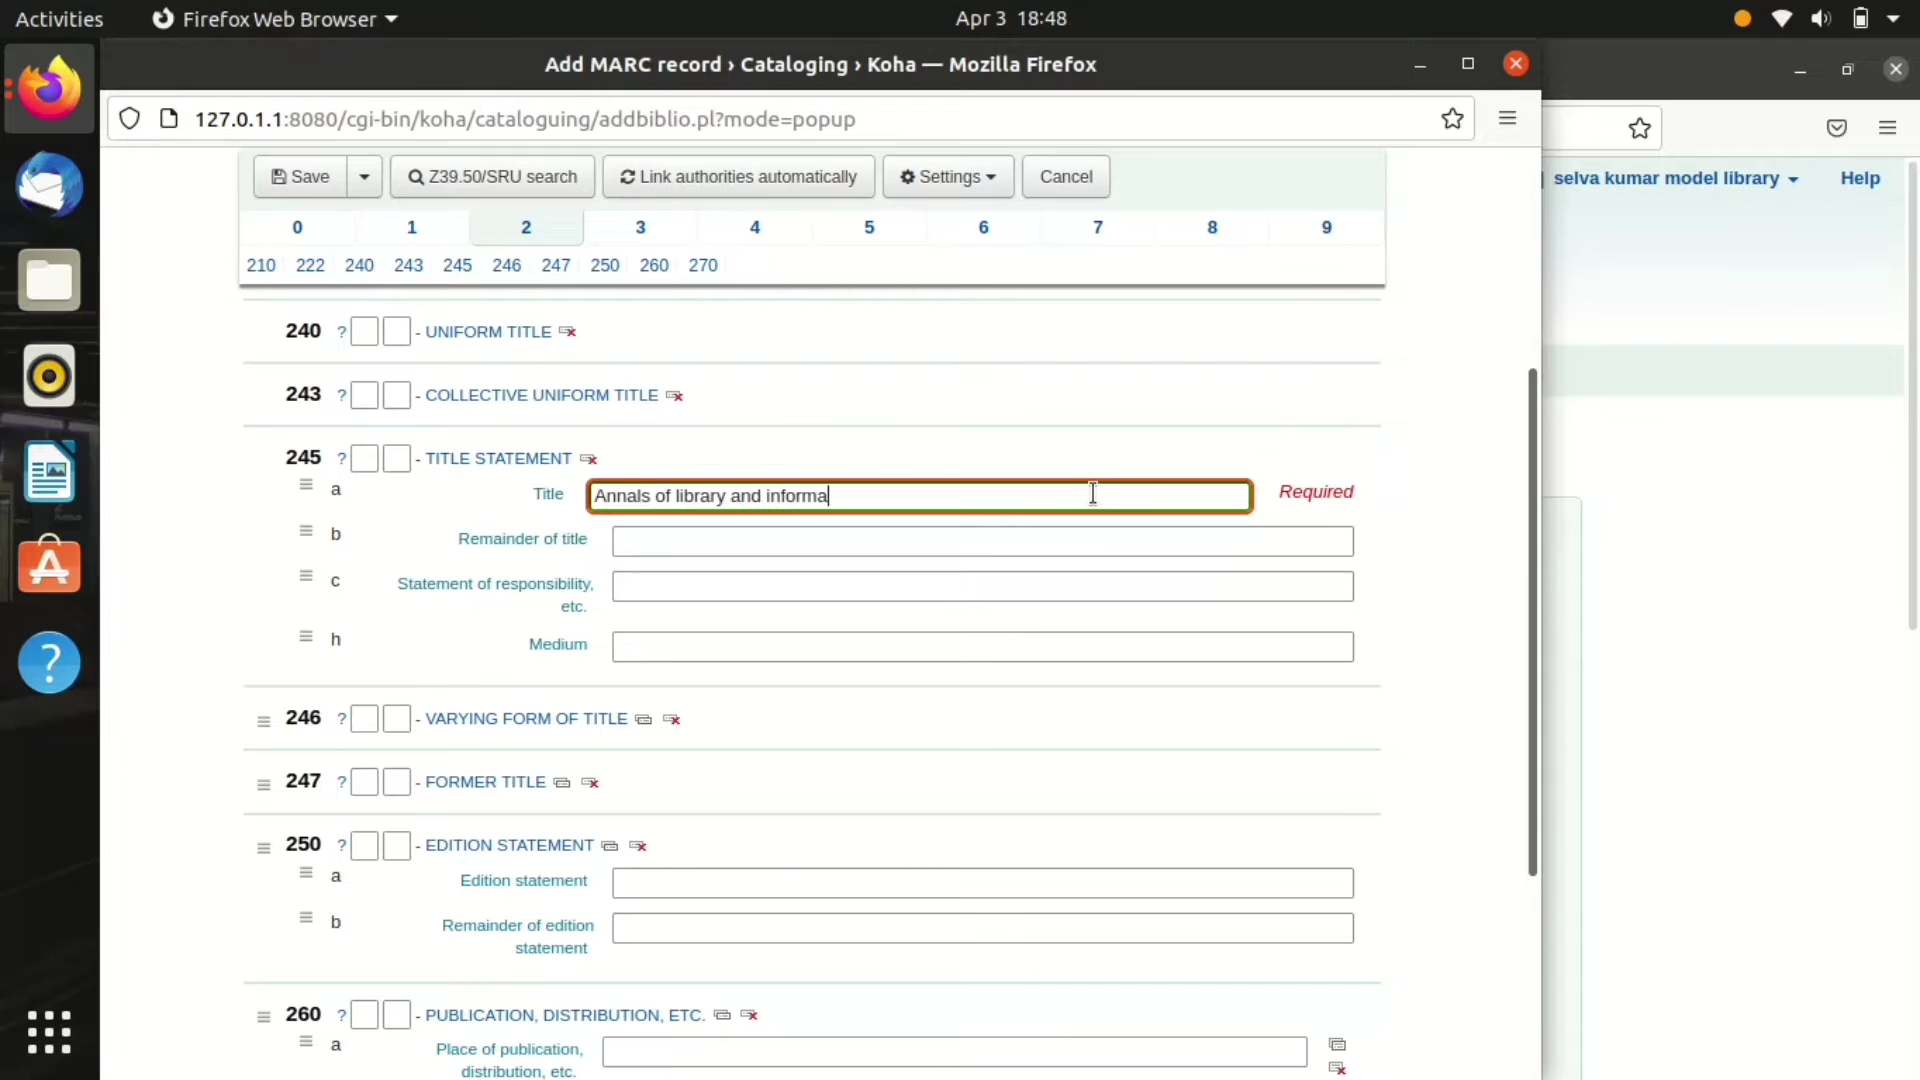 Activities Firefox Web Browser Apr 3 18:48
Add MARC record › Cataloging › Koha — Mozilla Firefox
127.0.1.1:8080/cgi-bin/koha/cataloguing/addbiblio.pl?mode=popup
selva kumar model library Help
Save Z39.50/SRU search Link authorities automatically Settings Cancel
0 1 2 3 4 5 6 7 8 9
210 222 240 243 245 246 247 250 260 270
240 ? - UNIFORM TITLE
243 ? - COLLECTIVE UNIFORM TITLE
245 ? - TITLE STATEMENT
a Title Annals of library and informa Required
b Remainder of title
c Statement of responsibility,
etc.
h Medium
246 ? - VARYING FORM OF TITLE
247 ? - FORMER TITLE
250 ? - EDITION STATEMENT
a Edition statement
b Remainder of edition
statement
260 ? - PUBLICATION, DISTRIBUTION, ETC.
a Place of publication,
distribution, etc.